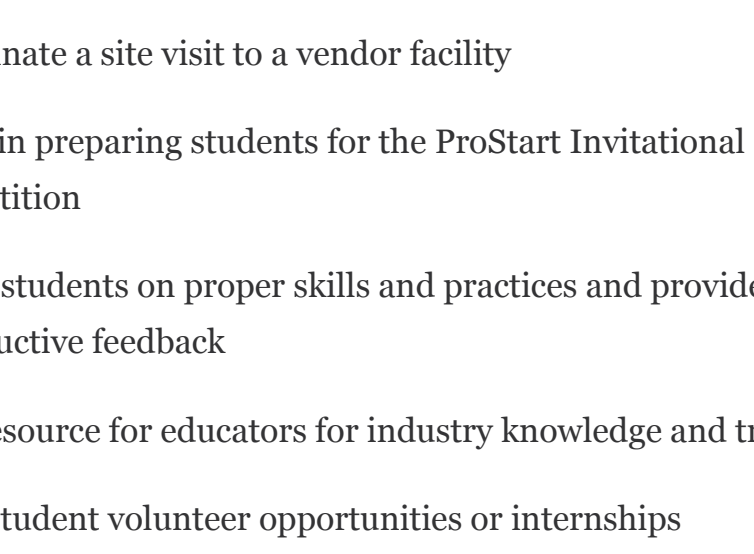 nate a site visit to a vendor facility
in preparing students for the ProStart Invitational
tition
students on proper skills and practices and provide
uctive feedback
esource for educators for industry knowledge and tr
tudent volunteer opportunities or internships